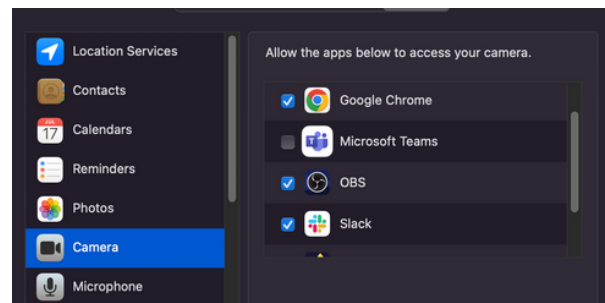 Location Services
Contacts
17
Calendars
Reminders
Photos
Camera
Microphone
Allow the apps below to access your camera.
Google Chrome
Microsoft Teams
OBS
Slack